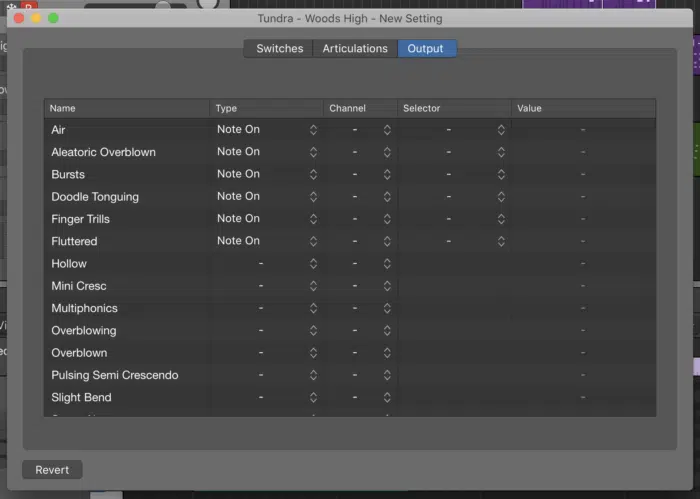 R
Tundra - Woods High - New Setting
Switches Articulations Output
Name Type Channel Selector Value
Air Note On - - -
Aleatoric Overblown Note On - - -
Bursts Note On - - -
Doodle Tonguing Note On - - -
Finger Trills Note On - - -
Fluttered Note On - - -
Hollow - - -
Mini Cresc - - -
Multiphonics - - -
Overblowing - - -
Overblown - - -
Pulsing Semi Crescendo - - -
Slight Bend - - -
Revert